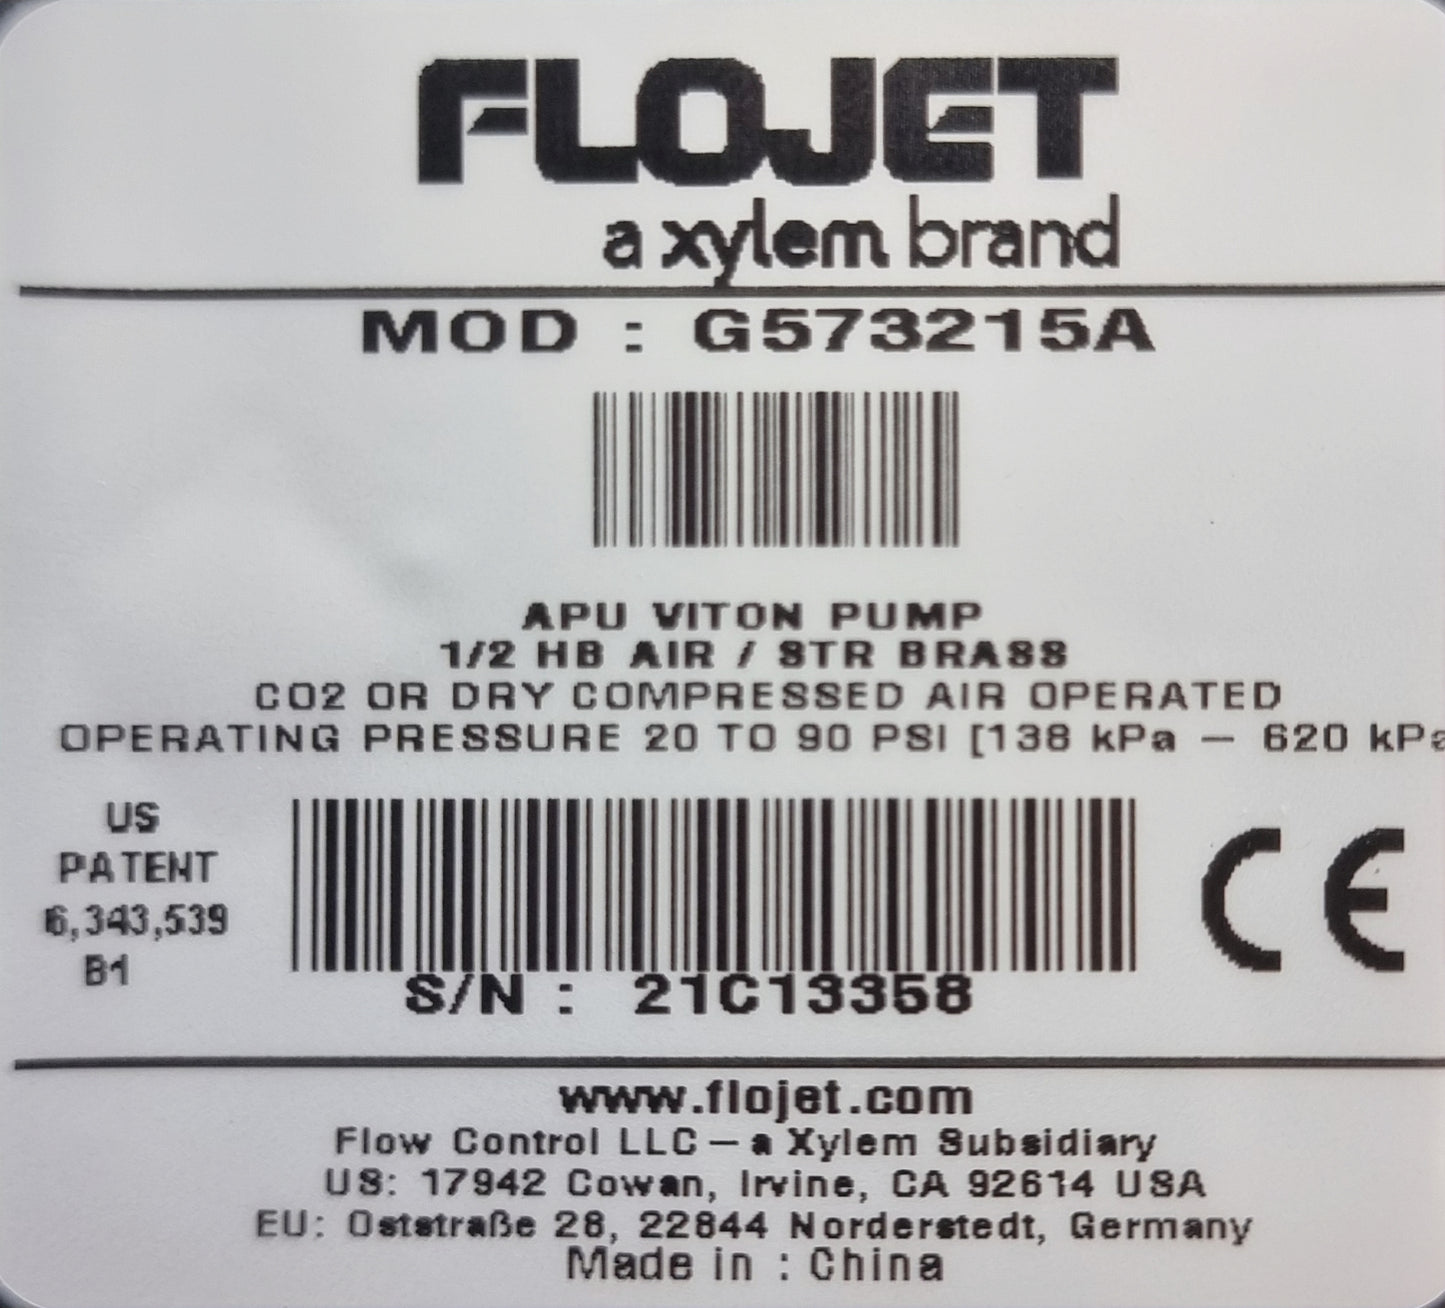 FLOJET
a xylem brand
MOD : G573215A
APU VITON PUMP
1/2 HB AIR / STR BRASS
CO2 OR DRY COMPRESSED AIR OPERATED
OPERATING PRESSURE 20 TO 90 PSI [138 kPa — 620 kPa
US
PATENT
6,343,539
B1
CE
S/N : 21C13358
www.flojet.com
Flow Control LLC — a Xylem Subsidiary
US: 17942 Cowan, Irvine, CA 92614 USA
EU: Oststraße 28, 22844 Norderstedt, Germany
Made in : China